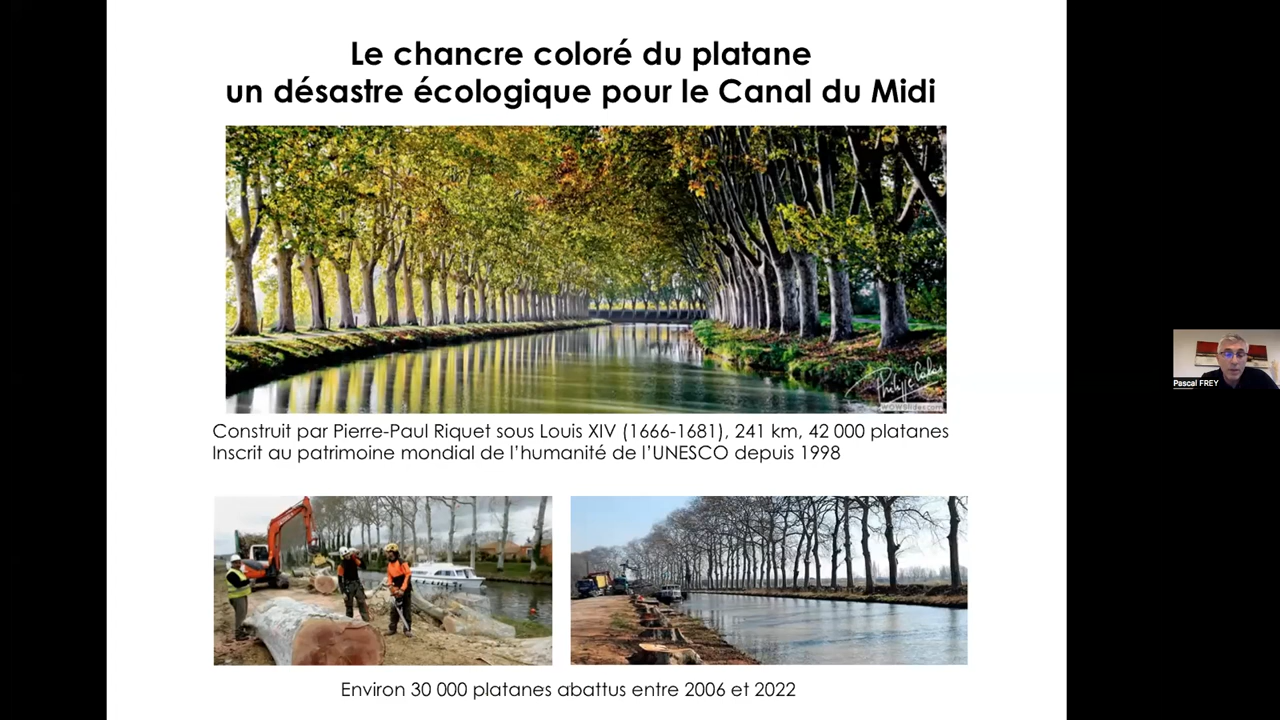 Le chancre coloré du platane
un désastre écologique pour le Canal du Midi
WOWSlides.com
Construit par Pierre-Paul Riquet sous Louis XIV (1666-1681), 241 km, 42 000 platanes
Inscrit au patrimoine mondial de l’humanité de l’UNESCO depuis 1998
Pascal FREY
Environ 30 000 platanes abattus entre 2006 et 2022